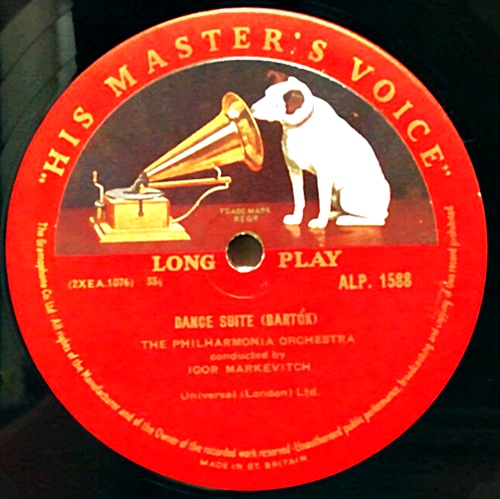 "HIS MASTER'S VOICE"
TRADE MARK
REGD
LONG PLAY
(2XEA.1076) 33⅓
ALP. 1588
DANCE SUITE (BARTÓK)
THE PHILHARMONIA ORCHESTRA
conducted by
IGOR MARKEVITCH
Universal (London) Ltd.
The Gramophone Co. Ltd. All rights of the Manufacturer and of the Owner of the recorded work reserved · Unauthorised public performance, broadcasting and copying of this record prohibited.
MADE IN GT. BRITAIN